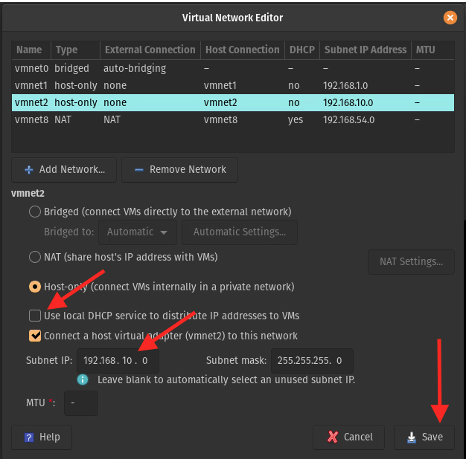 Virtual Network Editor
Name Type External Connection Host Connection DHCP Subnet IP Address MTU
vmnet0 bridged auto-bridging – – – –
vmnet1 host-only none vmnet1 no 192.168.1.0 –
vmnet2 host-only none vmnet2 no 192.168.10.0 –
vmnet8 NAT NAT vmnet8 yes 192.168.54.0 –
+ Add Network... − Remove Network
vmnet2
Bridged (connect VMs directly to the external network)
Bridged to: Automatic Automatic Settings...
NAT (share host's IP address with VMs)
NAT Settings...
Host-only (connect VMs internally in a private network)
Use local DHCP service to distribute IP addresses to VMs
Connect a host virtual adapter (vmnet2) to this network
Subnet IP: 192.168. 10 . 0 Subnet mask: 255.255.255. 0
Leave blank to automatically select an unused subnet IP.
MTU *: -
Help Cancel Save